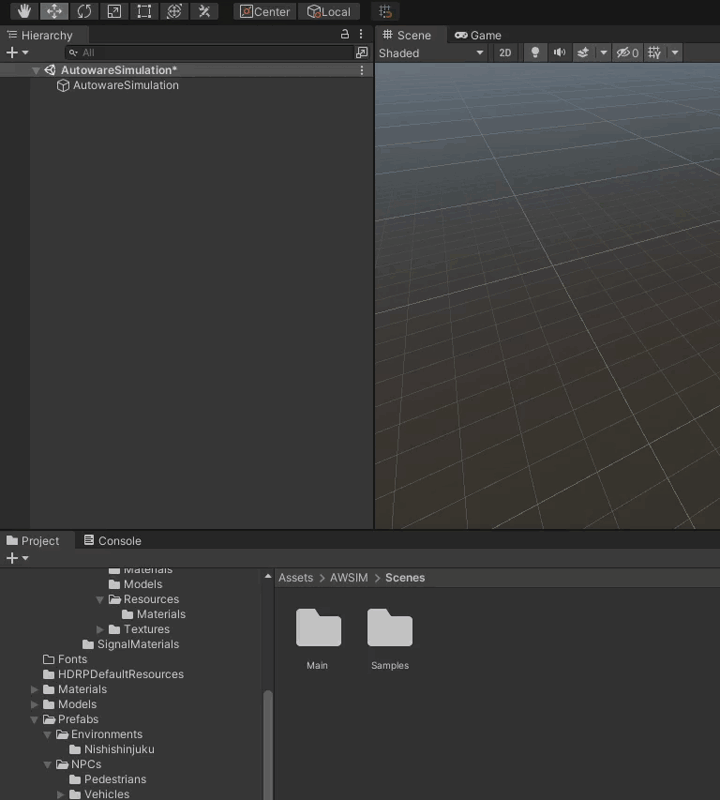 Center Local
Hierarchy
All
AutowareSimulation*
AutowareSimulation
Scene Game
Shaded 2D 0
Project Console
Materials
Models
Resources
Materials
Textures
SignalMaterials
Fonts
HDRPDefaultResources
Materials
Models
Prefabs
Environments
Nishishinjuku
NPCs
Pedestrians
Vehicles
Assets > AWSIM > Scenes
Main Samples